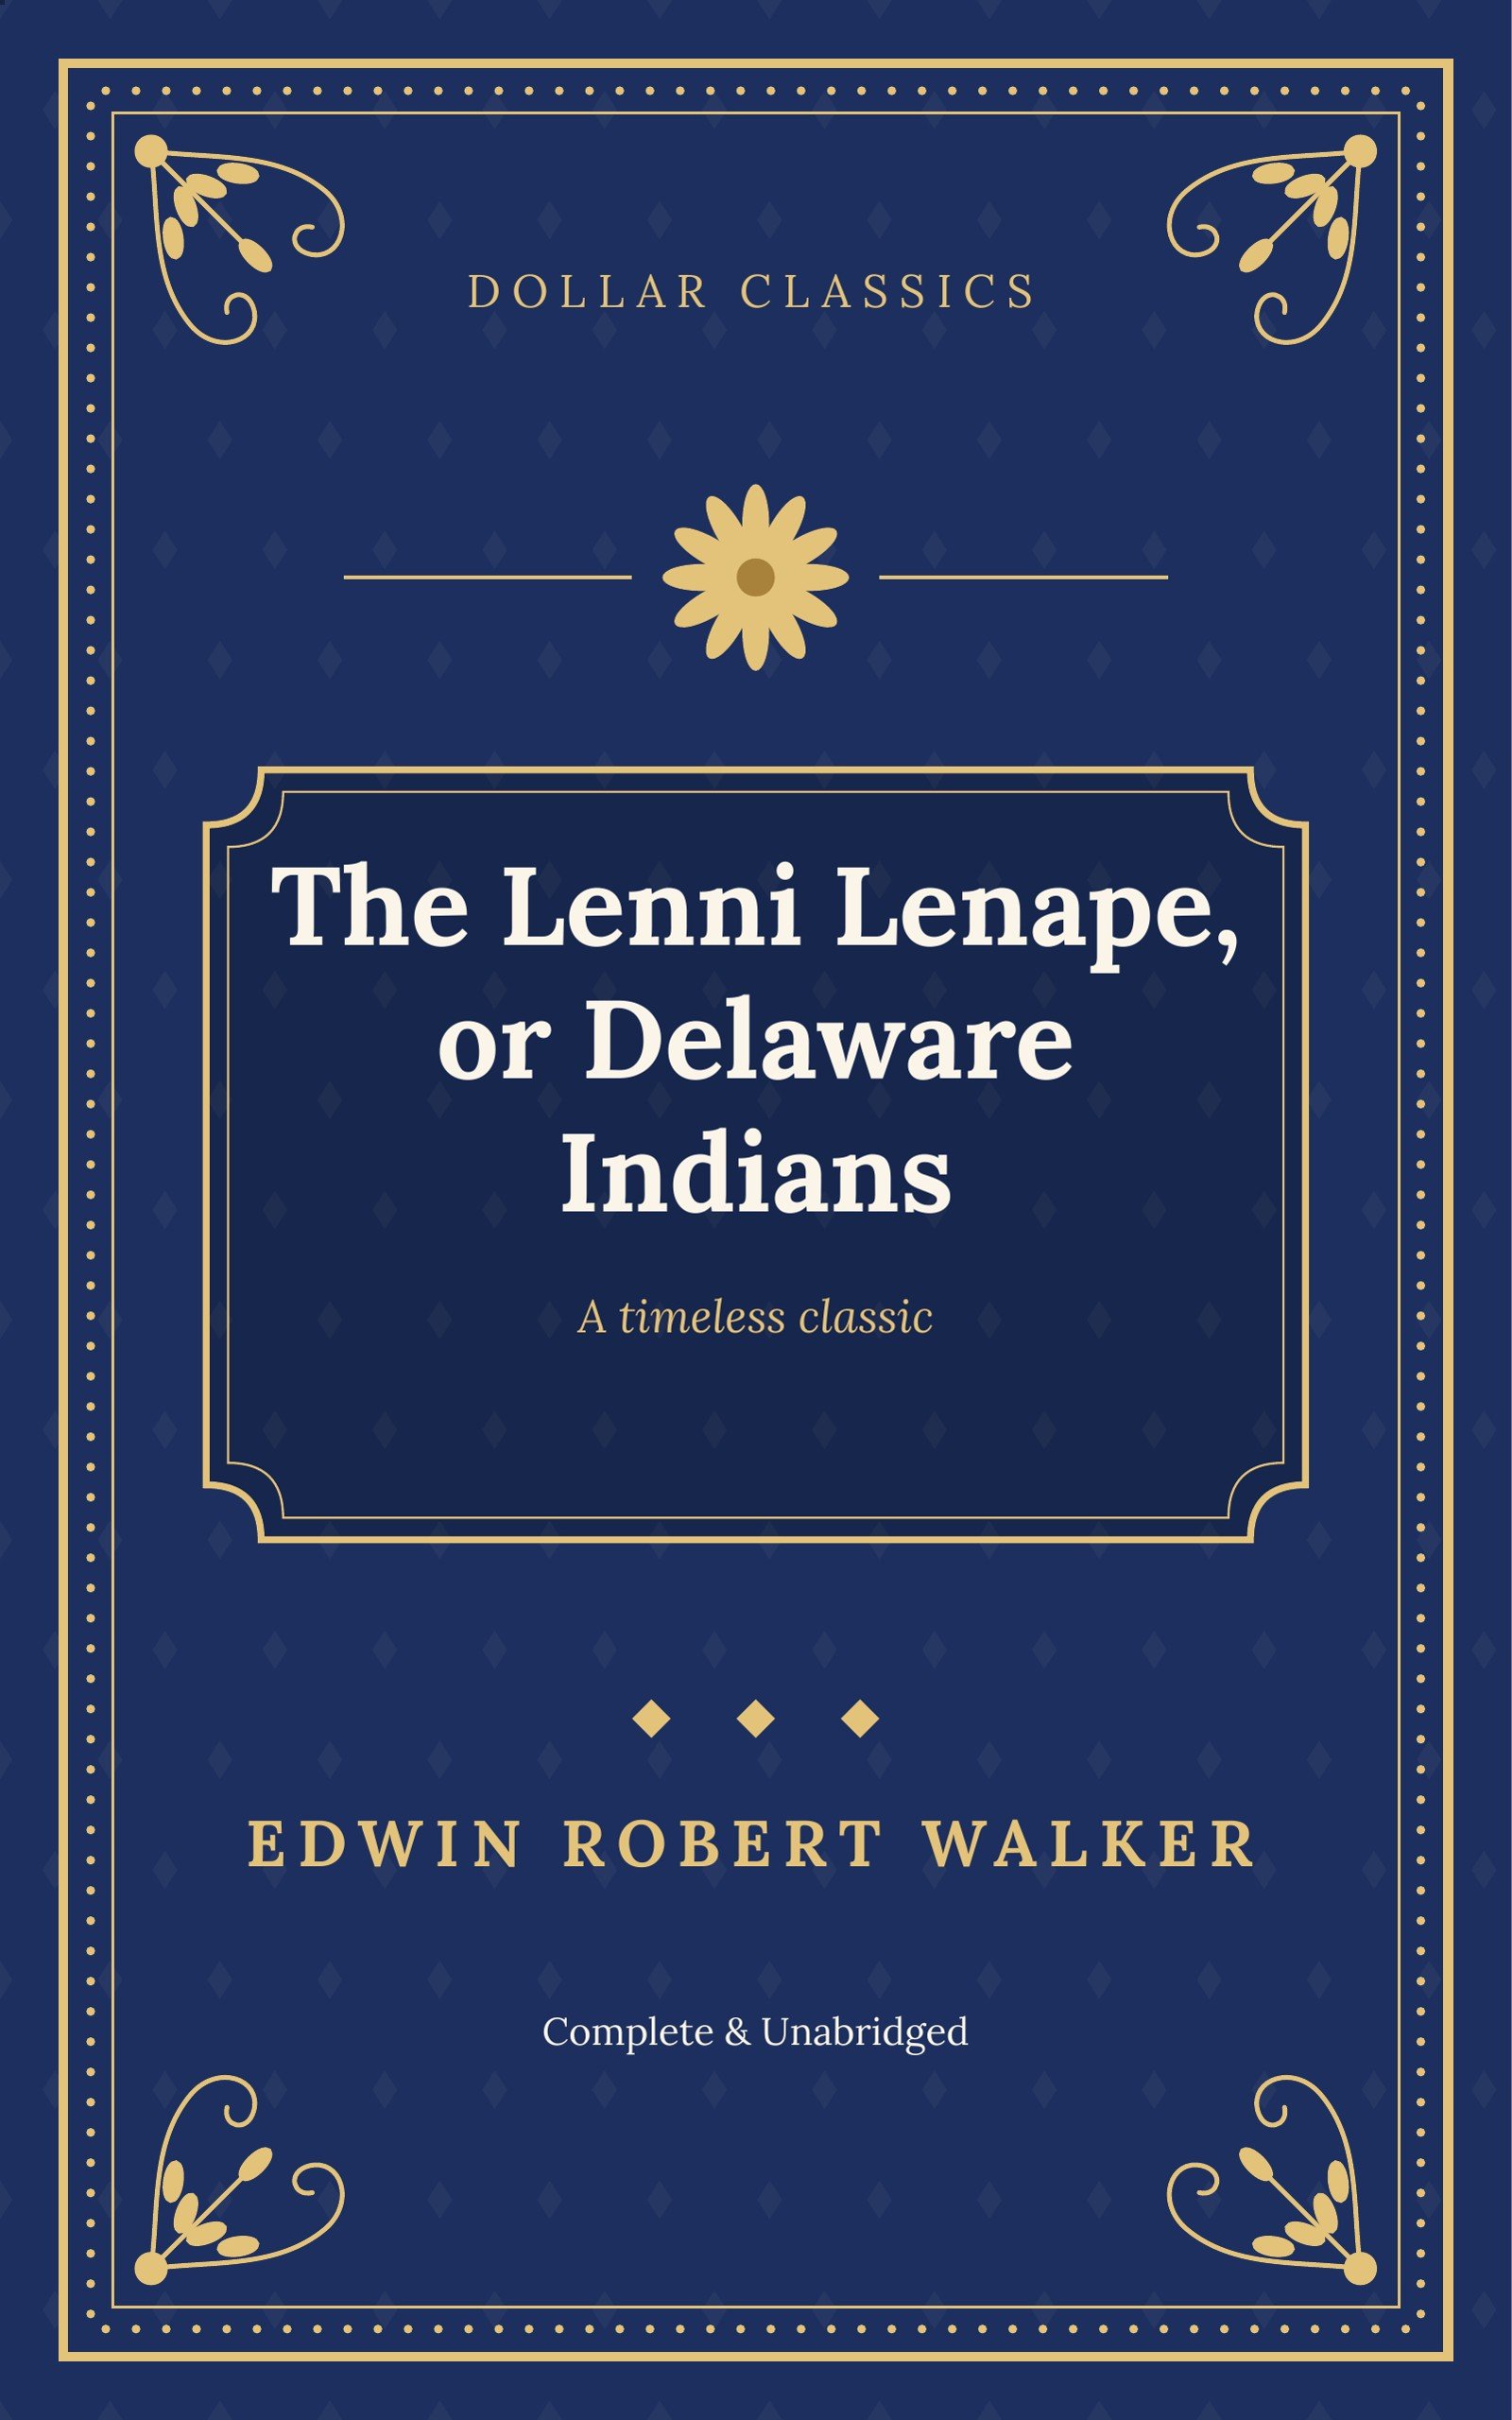 DOLLAR CLASSICS
The Lenni Lenape,
or Delaware
Indians
A timeless classic
EDWIN ROBERT WALKER
Complete & Unabridged